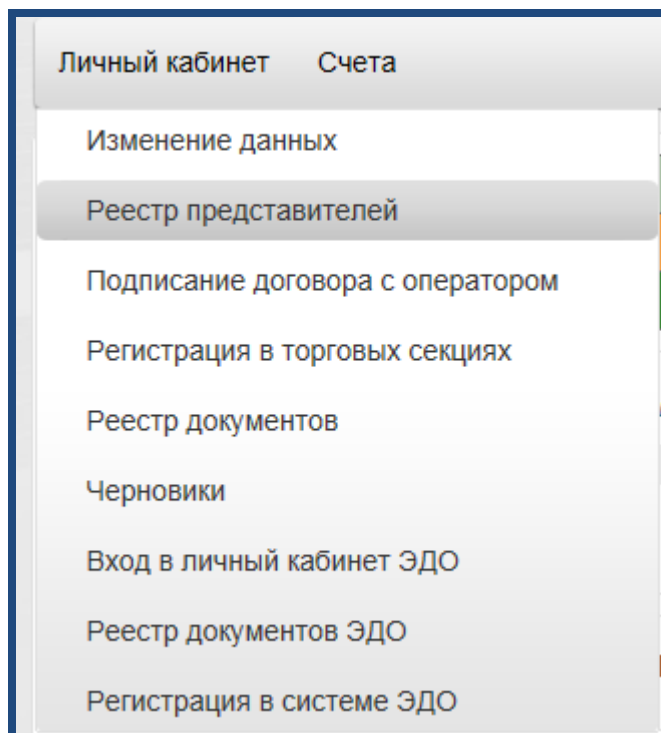 Личный кабинет Счета
Изменение данных
Реестр представителей
Подписание договора с оператором
Регистрация в торговых секциях
Реестр документов
Черновики
Вход в личный кабинет ЭДО
Реестр документов ЭДО
Регистрация в системе ЭДО